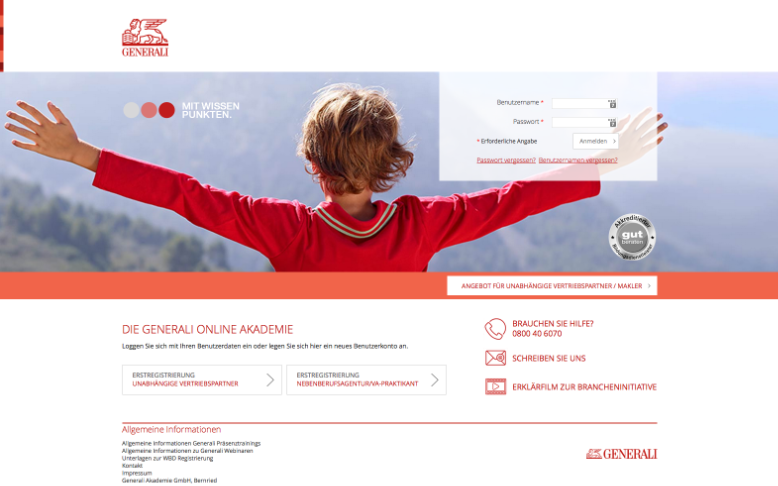 GENERALI
MIT WISSEN
PUNKTEN.
Benutzername *
Passwort *
* Erforderliche Angabe
Anmelden
Passwort vergessen? Benutzernamen vergessen?
Akkreditierter
gut
beraten
ANGEBOT FÜR UNABHÄNGIGE VERTRIEBSPARTNER / MAKLER
DIE GENERALI ONLINE AKADEMIE
Loggen Sie sich mit Ihren Benutzerdaten ein oder legen Sie sich hier ein neues Benutzerkonto an.
ERSTREGISTRIERUNG
UNABHÄNGIGE VERTRIEBSPARTNER
ERSTREGISTRIERUNG
NEBENBERUFSAGENTUR/VA-PRAKTIKANT
BRAUCHEN SIE HILFE?
0800 40 6070
SCHREIBEN SIE UNS
ERKLÄRFILM ZUR BRANCHENINITIATIVE
Allgemeine Informationen
Allgemeine Informationen Generali Präsenztrainings
Allgemeine Informationen zu Generali Webinaren
Unterlagen zur WBD Registrierung
Kontakt
Impressum
Generali-Akademie GmbH, Bernried
GENERALI